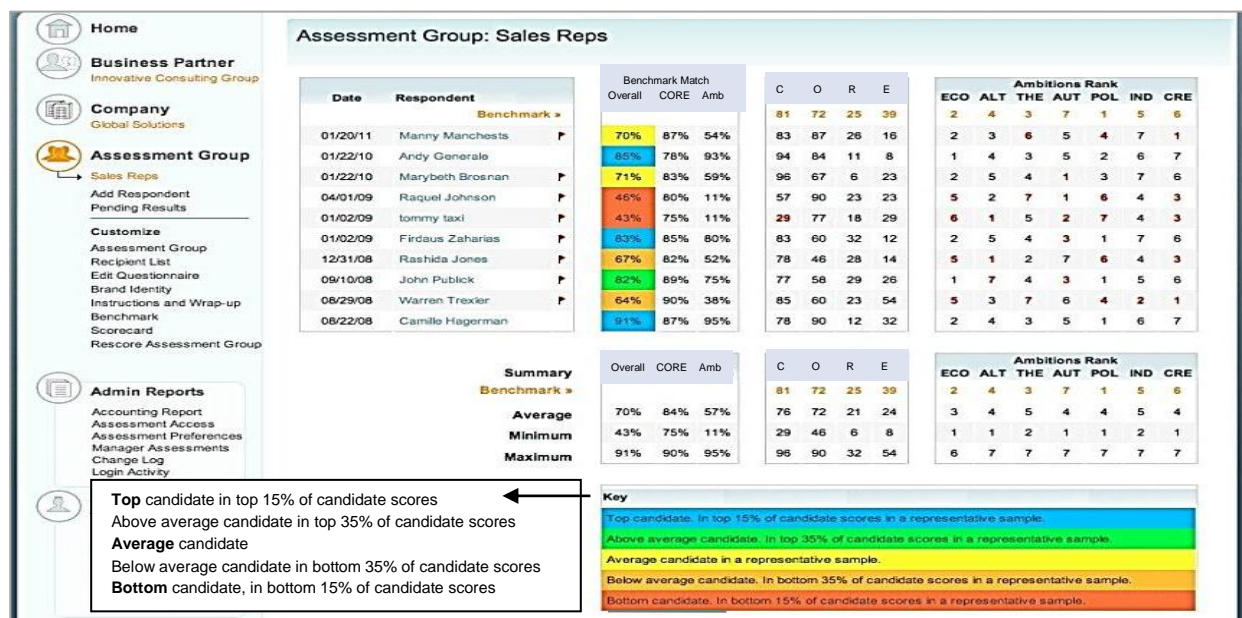 Home
Business Partner
Innovative Consulting Group
Company
Global Solutions
Assessment Group
Sales Reps
Add Respondent
Pending Results
Customize
Assessment Group
Recipient List
Edit Questionnaire
Brand Identity
Instructions and Wrap-up
Benchmark
Scorecard
Rescore Assessment Group
Admin Reports
Accounting Report
Assessment Access
Assessment Preferences
Manager Assessments
Change Log
Login Activity
Assessment Group: Sales Reps
Benchmark Match Ambitions Rank
Date Respondent Overall CORE Amb C O R E ECO ALT THE AUT POL IND CRE
Benchmark » 81 72 25 39 2 4 3 7 1 5 6
01/20/11 Manny Manchests 70% 87% 54% 83 87 26 16 2 3 6 5 4 7 1
01/22/10 Andy Generale 85% 78% 93% 94 84 11 8 1 4 3 5 2 6 7
01/22/10 Marybeth Brosnan 71% 83% 59% 96 67 6 23 2 5 4 1 3 7 6
04/01/09 Raquel Johnson 46% 80% 11% 57 90 23 23 5 2 7 1 6 4 3
01/02/09 tommy taxi 43% 75% 11% 29 77 18 29 6 1 5 2 7 4 3
01/02/09 Firdaus Zaharias 83% 85% 80% 83 60 32 12 2 5 4 3 1 7 6
12/31/08 Rashida Jones 67% 82% 52% 78 46 28 14 5 1 2 7 6 4 3
09/10/08 John Publick 82% 89% 75% 77 58 29 26 1 7 4 3 1 5 6
08/29/08 Warren Trexler 64% 90% 38% 85 60 23 54 5 3 7 6 4 2 1
08/22/08 Camille Hagerman 91% 87% 95% 78 90 12 32 2 4 3 5 1 6 7
Ambitions Rank
Summary Overall CORE Amb C O R E ECO ALT THE AUT POL IND CRE
Benchmark » 81 72 25 39 2 4 3 7 1 5 6
Average 70% 84% 57% 76 72 21 24 3 4 5 4 4 5 4
Minimum 43% 75% 11% 29 46 6 8 1 1 2 1 1 2 1
Maximum 91% 90% 95% 96 90 32 54 6 7 7 7 7 7 7
Top candidate in top 15% of candidate scores
Above average candidate in top 35% of candidate scores
Average candidate
Below average candidate in bottom 35% of candidate scores
Bottom candidate, in bottom 15% of candidate scores
Key
Top candidate. In top 15% of candidate scores in a representative sample.
Above average candidate. In top 35% of candidate scores in a representative sample.
Average candidate in a representative sample.
Below average candidate. In bottom 35% of candidate scores in a representative sample.
Bottom candidate. In bottom 15% of candidate scores in a representative sample.